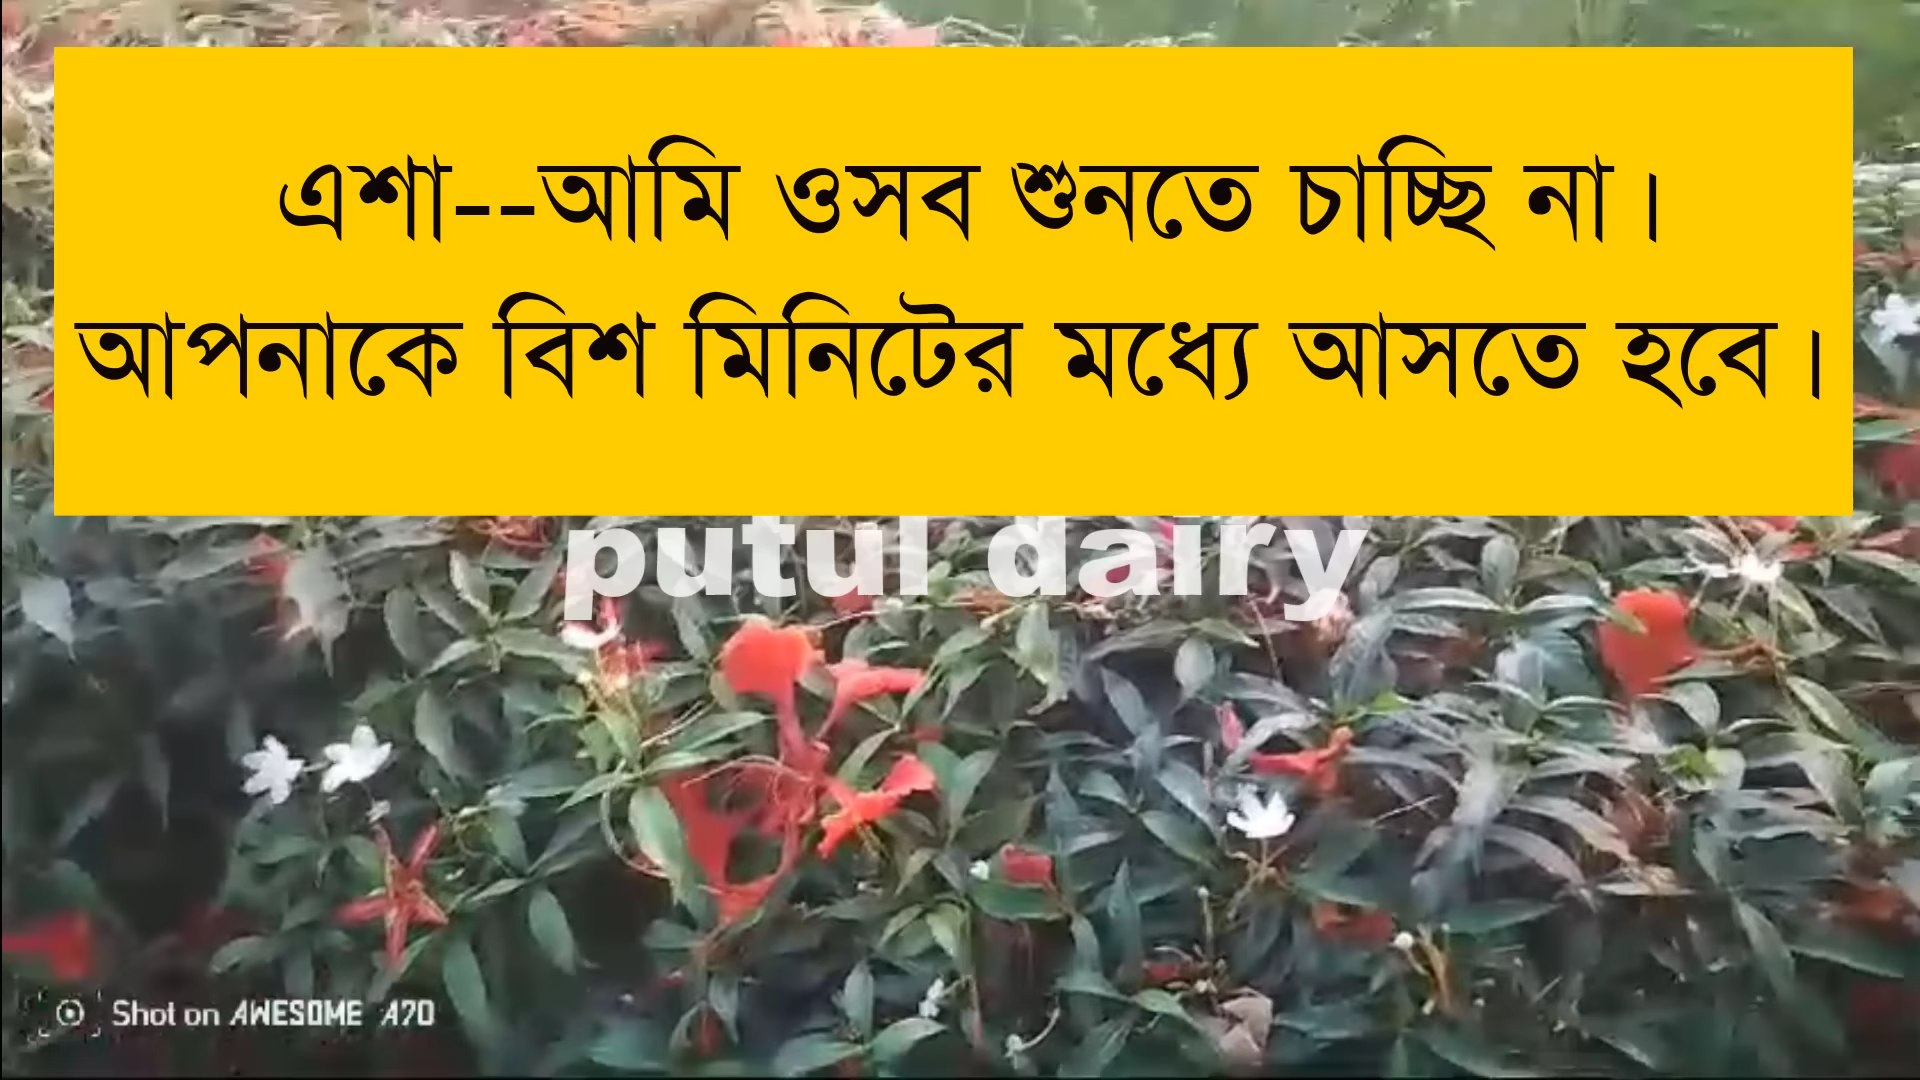 এশা--আমি ওসব শুনতে চাচ্ছি না।
আপনাকে বিশ মিনিটের মধ্যে আসতে হবে।
putul dairy
Shot on AWESOME A70